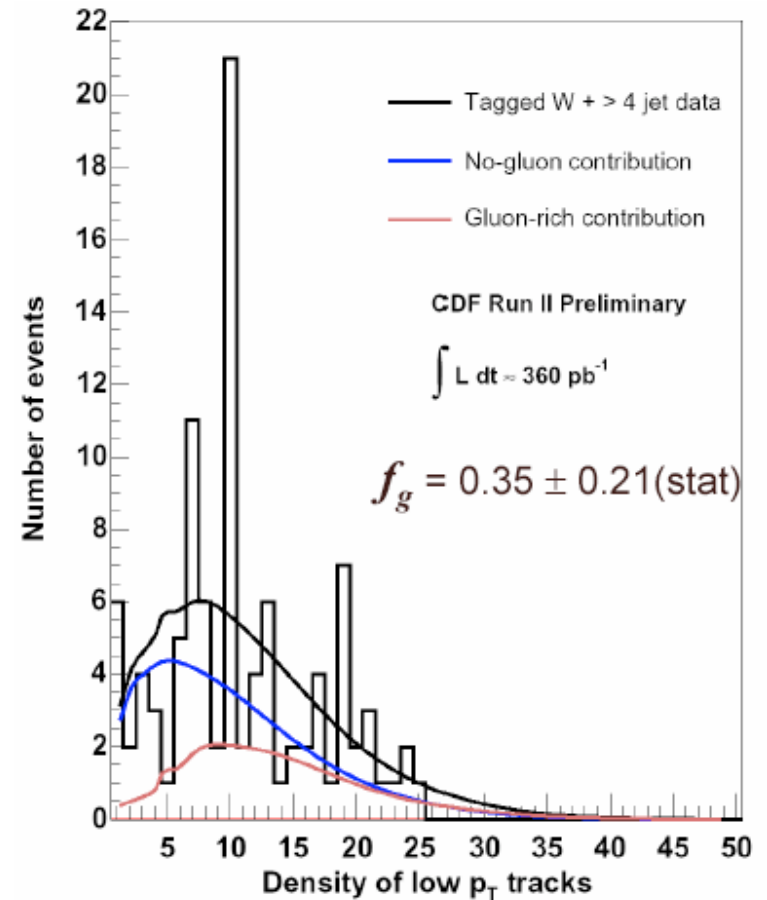 22
20
18
16
14
12
10
8
6
4
2
0
Number of events
Tagged W + > 4 jet data
No-gluon contribution
Gluon-rich contribution
CDF Run II Preliminary
∫ L dt ≈ 360 pb⁻¹
f_g = 0.35 ± 0.21(stat)
5 10 15 20 25 30 35 40 45 50
Density of low p_T tracks